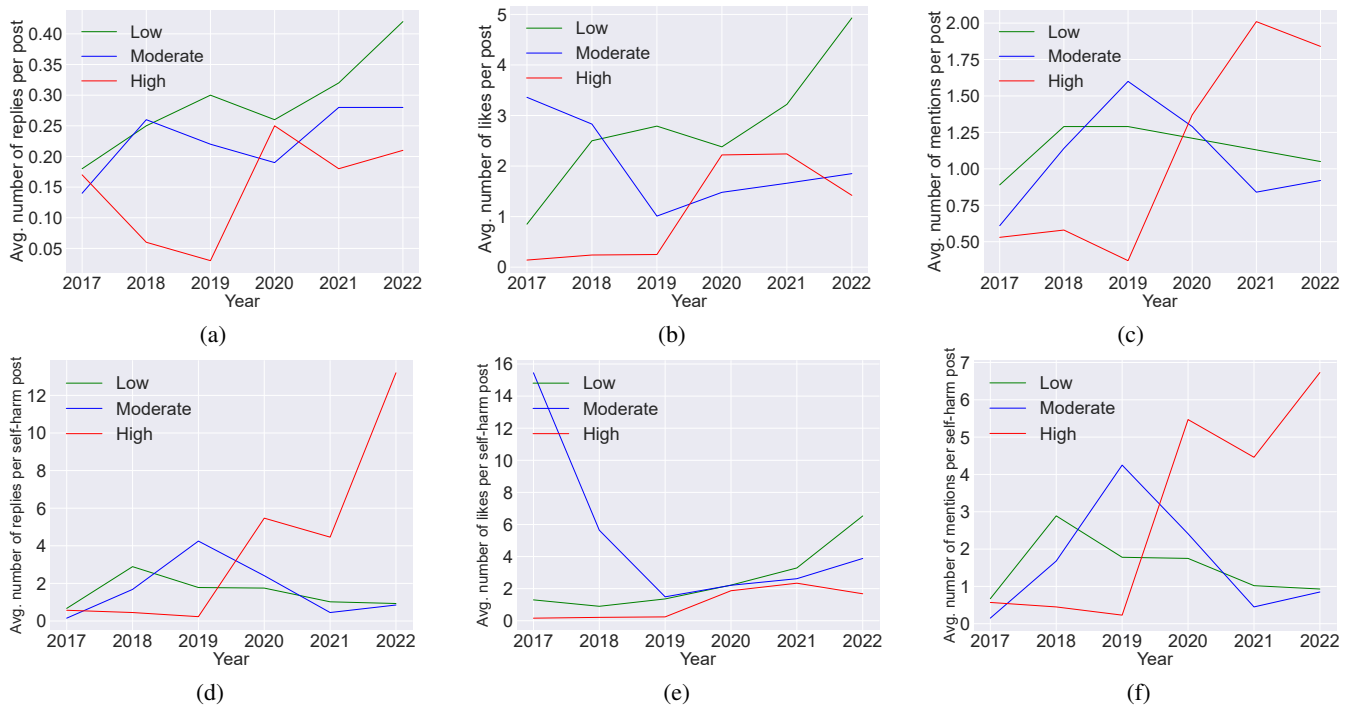 Avg. number of replies per post
0.40
0.35
0.30
0.25
0.20
0.15
0.10
0.05
Low
Moderate
High
2017 2018 2019 2020 2021 2022
Year
(a)
Avg. number of likes per post
5
4
3
2
1
0
Low
Moderate
High
2017 2018 2019 2020 2021 2022
Year
(b)
Avg. number of mentions per post
2.00
1.75
1.50
1.25
1.00
0.75
0.50
Low
Moderate
High
2017 2018 2019 2020 2021 2022
Year
(c)
Avg. number of replies per self-harm post
12
10
8
6
4
2
0
Low
Moderate
High
2017 2018 2019 2020 2021 2022
Year
(d)
Avg. number of likes per self-harm post
16
14
12
10
8
6
4
2
0
Low
Moderate
High
2017 2018 2019 2020 2021 2022
Year
(e)
Avg. number of mentions per self-harm post
7
6
5
4
3
2
1
0
Low
Moderate
High
2017 2018 2019 2020 2021 2022
Year
(f)